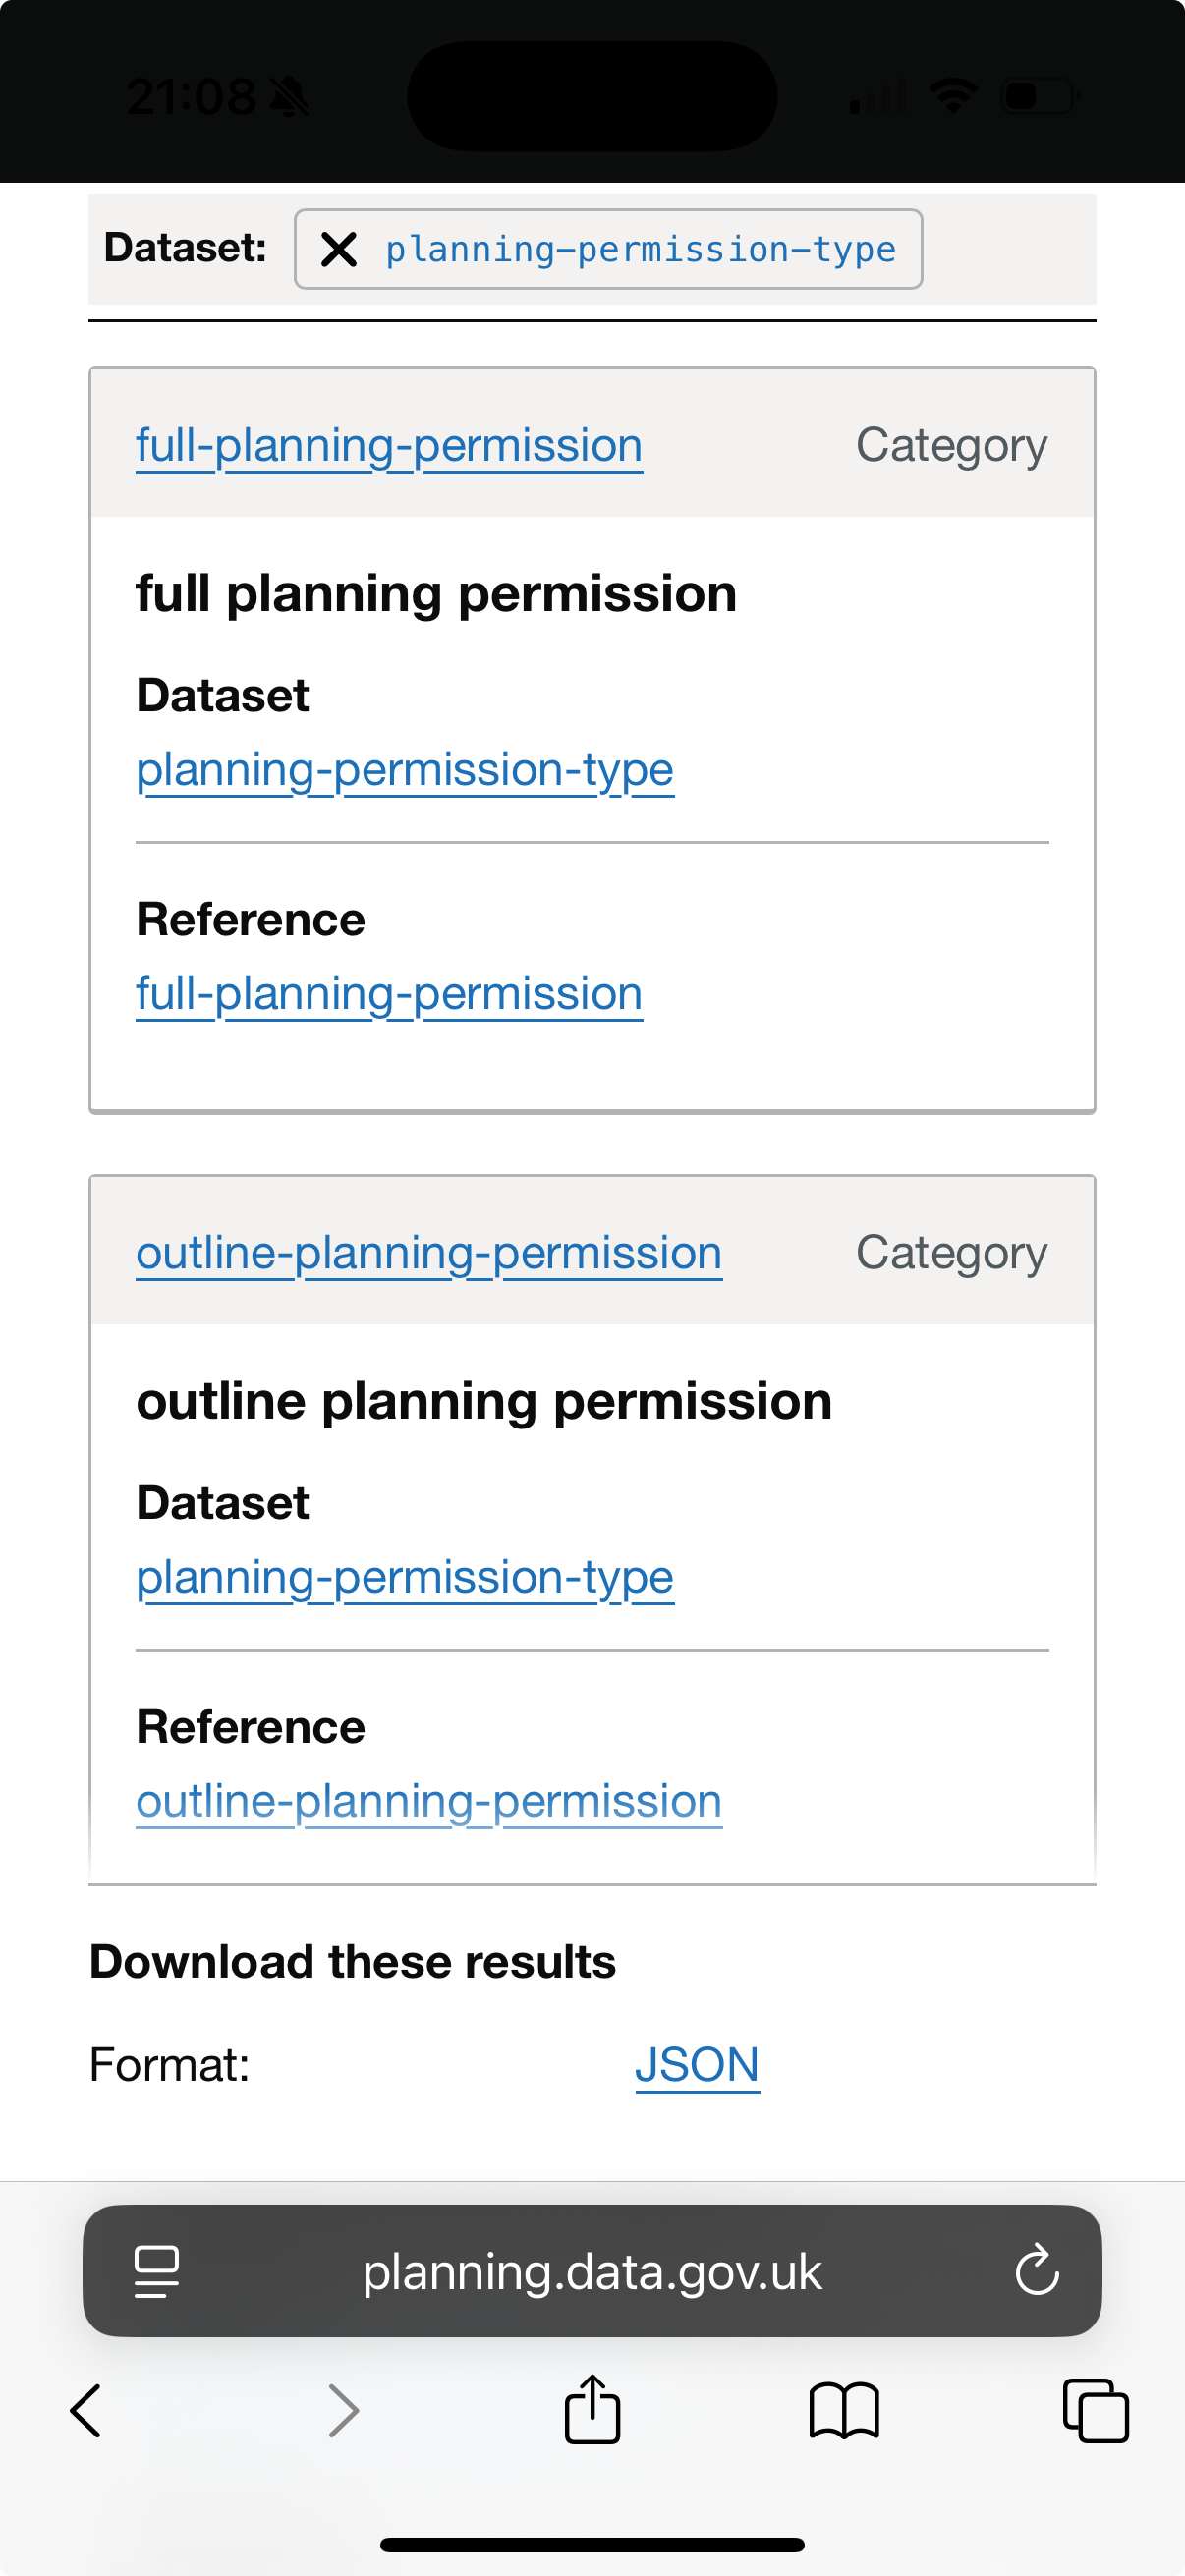 21:08
Dataset: planning-permission-type
full-planning-permission Category
full planning permission
Dataset
planning-permission-type
Reference
full-planning-permission
outline-planning-permission Category
outline planning permission
Dataset
planning-permission-type
Reference
outline-planning-permission
Download these results
Format: JSON
planning.data.gov.uk